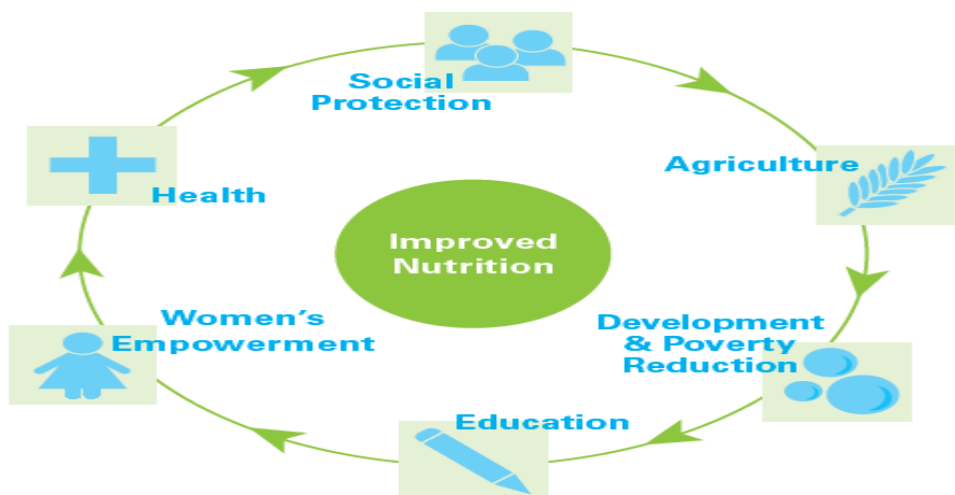 Social
Protection
Agriculture
Health
Improved
Nutrition
Women's
Empowerment
Development
& Poverty
Reduction
Education